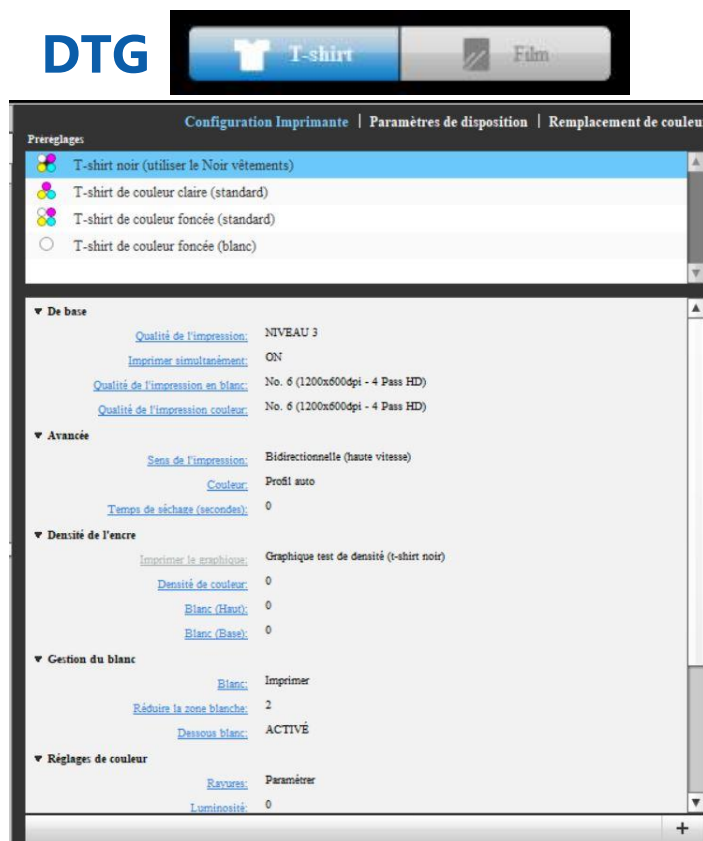 DTG
T-shirt
Film
Configuration Imprimante | Paramètres de disposition | Remplacement de couleur
Préréglages
T-shirt noir (utiliser le Noir vêtements)
T-shirt de couleur claire (standard)
T-shirt de couleur foncée (standard)
T-shirt de couleur foncée (blanc)
▼ De base
Qualité de l'impression: NIVEAU 3
Imprimer simultanément: ON
Qualité de l'impression en blanc: No. 6 (1200x600dpi - 4 Pass HD)
Qualité de l'impression couleur: No. 6 (1200x600dpi - 4 Pass HD)
▼ Avancée
Sens de l'impression: Bidirectionnelle (haute vitesse)
Couleur: Profil auto
Temps de séchage (secondes): 0
▼ Densité de l'encre
Imprimer le graphique: Graphique test de densité (t-shirt noir)
Densité de couleur: 0
Blanc (Haut): 0
Blanc (Base): 0
▼ Gestion du blanc
Blanc: Imprimer
Réduire la zone blanche: 2
Dessous blanc: ACTIVÉ
▼ Réglages de couleur
Rayures: Paramétrer
Luminosité: 0
+